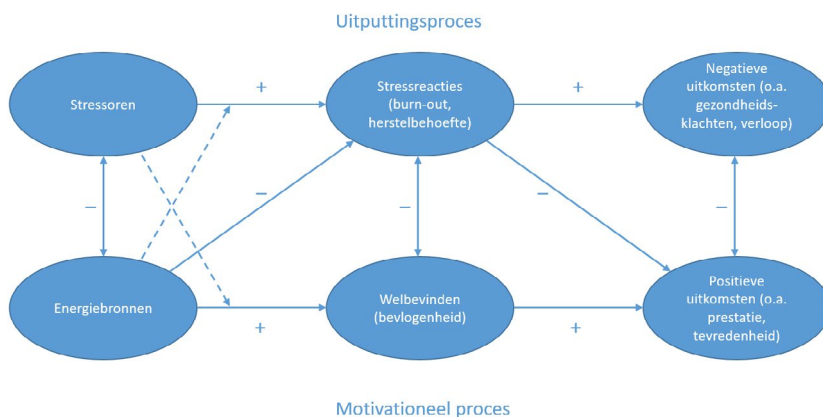 Uitputtingsproces
Stressoren
+
Stressreacties
(burn-out,
herstelbehoefte)
+
Negatieve
uitkomsten (o.a.
gezondheids-
klachten, verloop)
–
–
–
–
–
Energiebronnen
+
Welbevinden
(bevlogenheid)
+
Positieve
uitkomsten (o.a.
prestatie,
tevredenheid)
Motivationeel proces